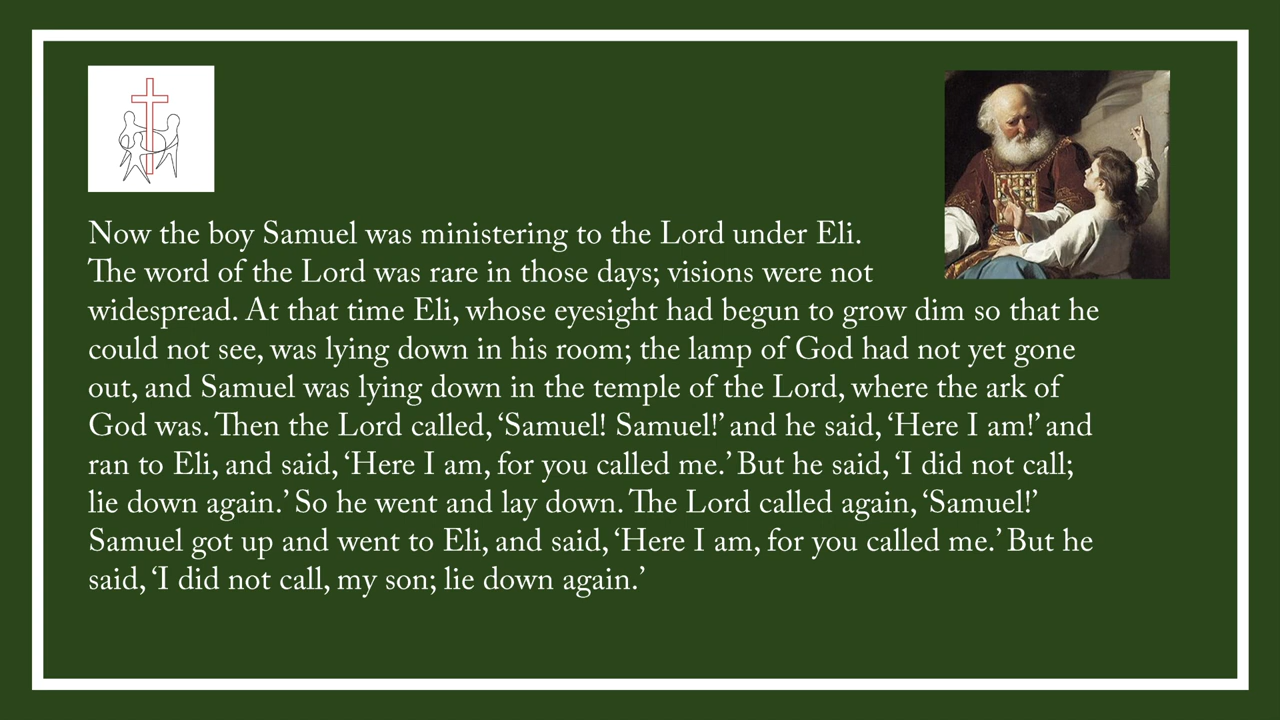 Now the boy Samuel was ministering to the Lord under Eli.
The word of the Lord was rare in those days; visions were not
widespread. At that time Eli, whose eyesight had begun to grow dim so that he
could not see, was lying down in his room; the lamp of God had not yet gone
out, and Samuel was lying down in the temple of the Lord, where the ark of
God was. Then the Lord called, ‘Samuel! Samuel!’ and he said, ‘Here I am!’ and
ran to Eli, and said, ‘Here I am, for you called me.’ But he said, ‘I did not call;
lie down again.’ So he went and lay down. The Lord called again, ‘Samuel!’
Samuel got up and went to Eli, and said, ‘Here I am, for you called me.’ But he
said, ‘I did not call, my son; lie down again.’